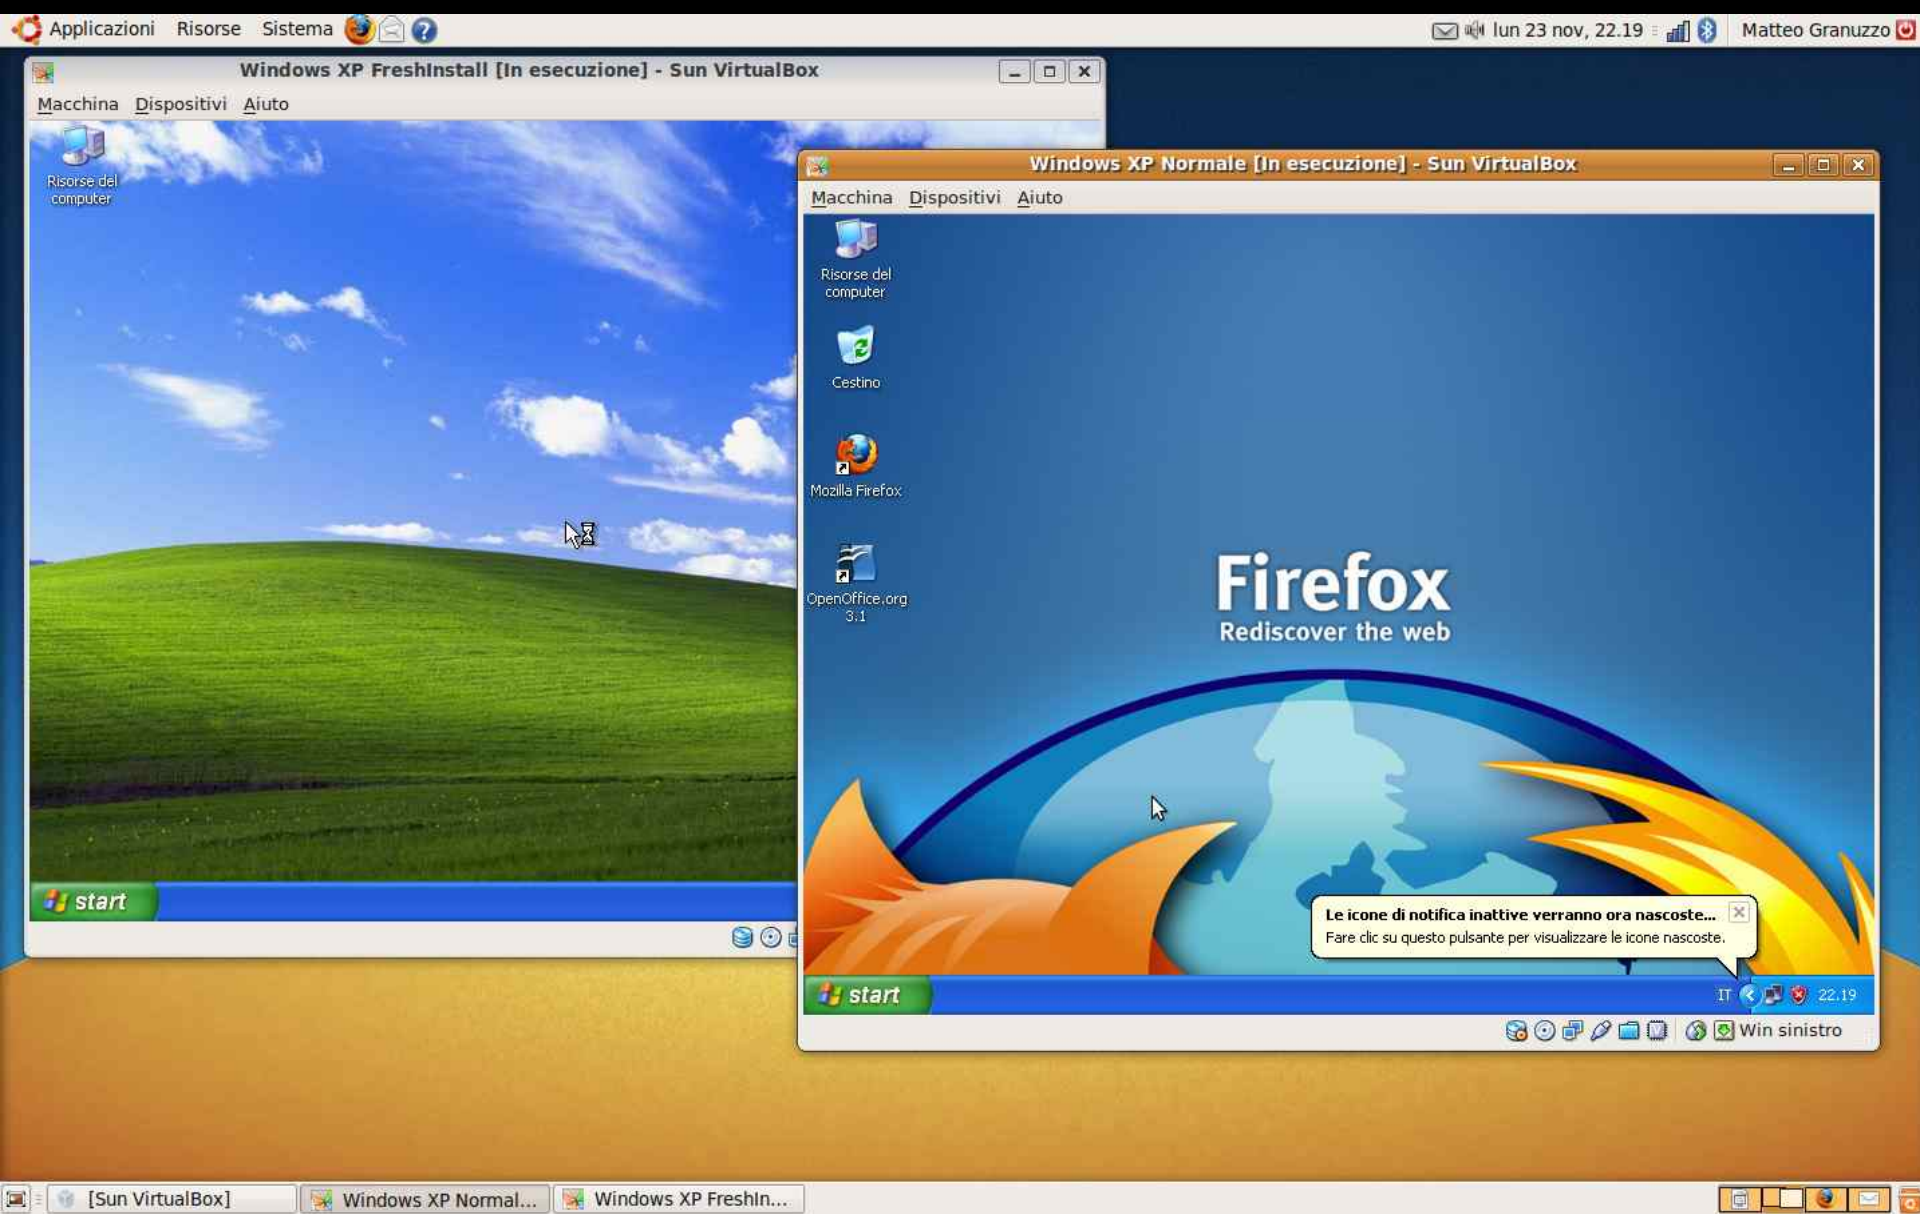 Applicazioni Risorse Sistema
lun 23 nov, 22.19 Matteo Granuzzo
Windows XP FreshInstall [In esecuzione] - Sun VirtualBox
Macchina Dispositivi Aiuto
Risorse del
computer
start
Windows XP Normale [In esecuzione] - Sun VirtualBox
Macchina Dispositivi Aiuto
Risorse del
computer
Cestino
Mozilla Firefox
OpenOffice.org
3.1
Firefox
Rediscover the web
Le icone di notifica inattive verranno ora nascoste...
Fare clic su questo pulsante per visualizzare le icone nascoste.
start
IT 22.19
Win sinistro
[Sun VirtualBox] Windows XP Normal... Windows XP FreshIn...